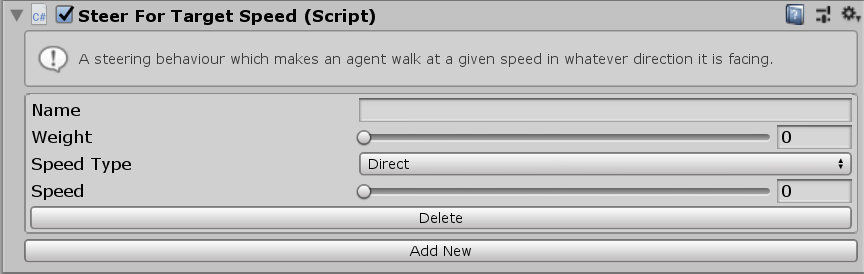 C# Steer For Target Speed (Script)
A steering behaviour which makes an agent walk at a given speed in whatever direction it is facing.
Name
Weight 0
Speed Type Direct
Speed 0
Delete
Add New